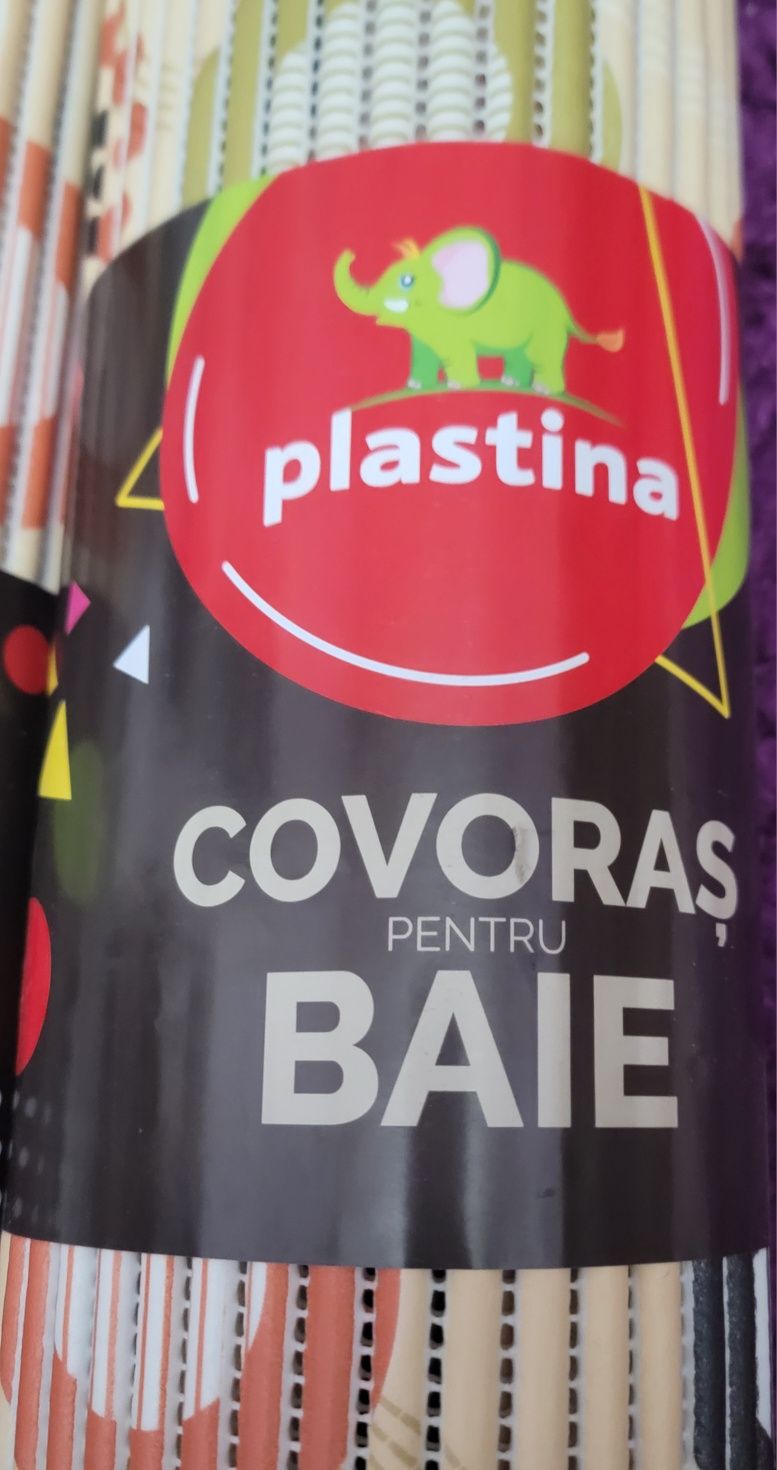 plastina
COVORAȘ
PENTRU
BAIE